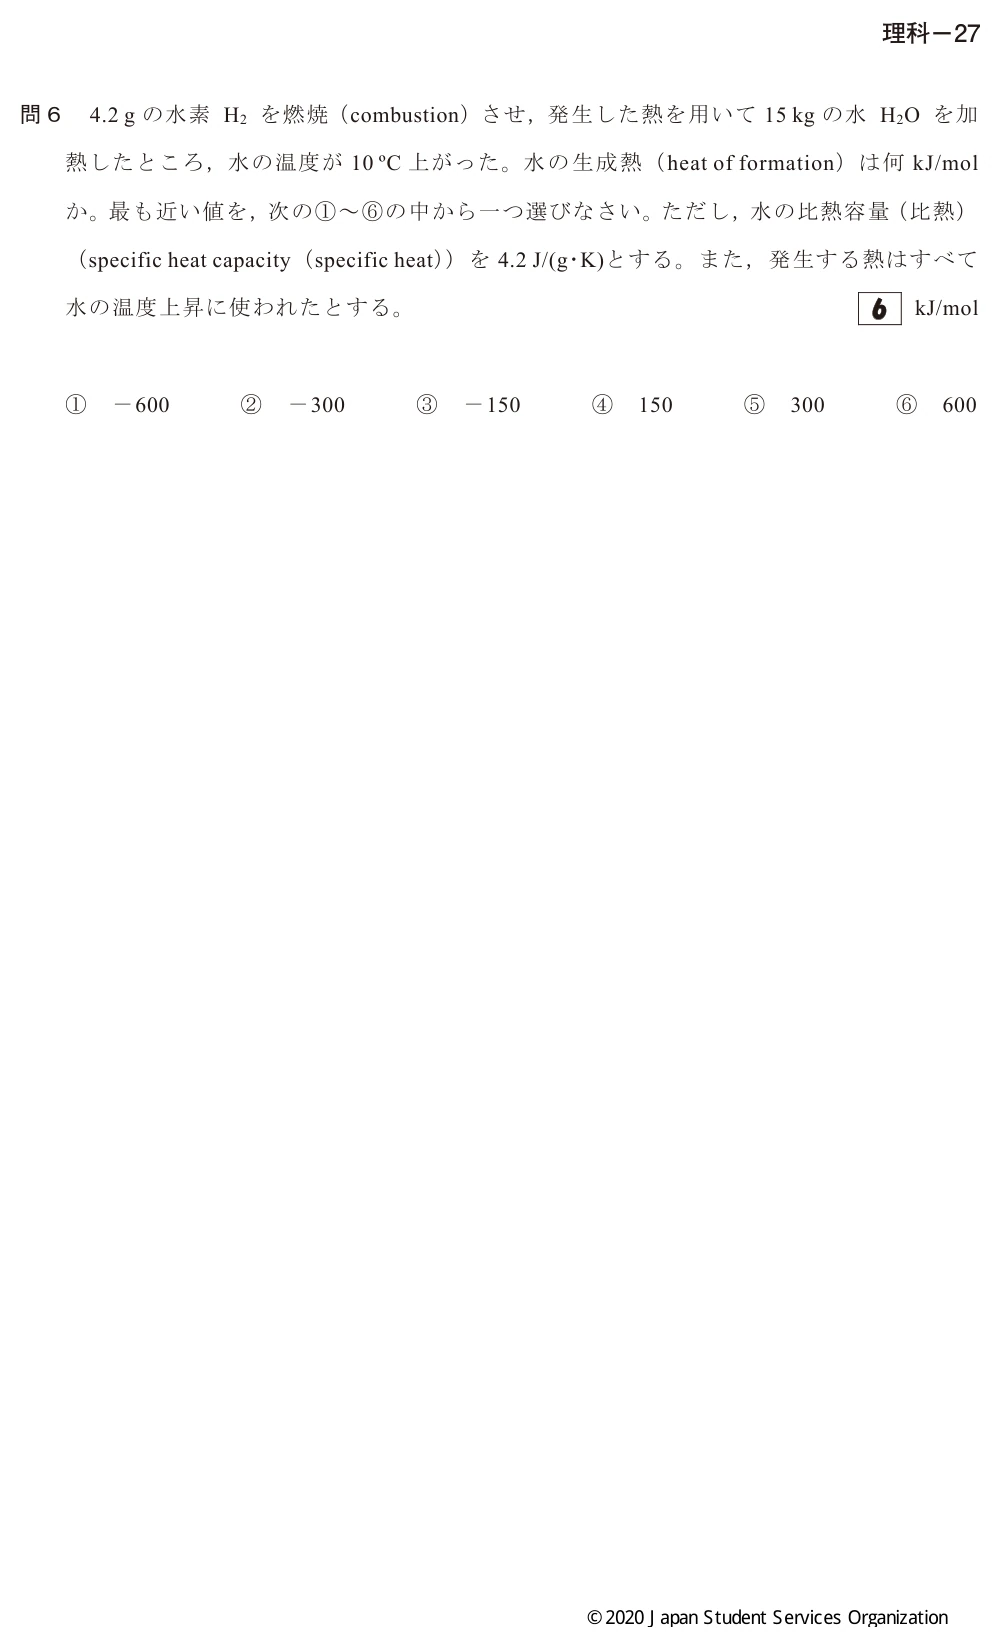 理科－27
問6 4.2 g の水素 H₂ を燃焼（combustion）させ，発生した熱を用いて 15 kg の水 H₂O を加
熱したところ，水の温度が 10 ºC 上がった。水の生成熱（heat of formation）は何 kJ/mol
か。最も近い値を，次の①～⑥の中から一つ選びなさい。ただし，水の比熱容量（比熱）
（specific heat capacity（specific heat））を 4.2 J/(g･K)とする。また，発生する熱はすべて
水の温度上昇に使われたとする。 6 kJ/mol
① －600 ② －300 ③ －150 ④ 150 ⑤ 300 ⑥ 600
© 2020 Japan Student Services Organization